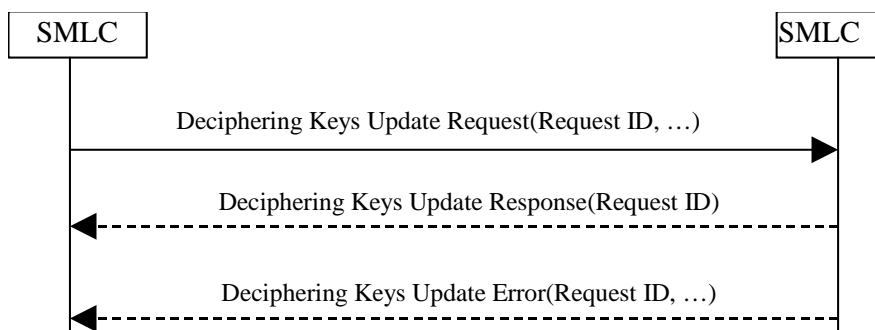 SMLC
SMLC
Deciphering Keys Update Request(Request ID, …)
Deciphering Keys Update Response(Request ID)
Deciphering Keys Update Error(Request ID, …)